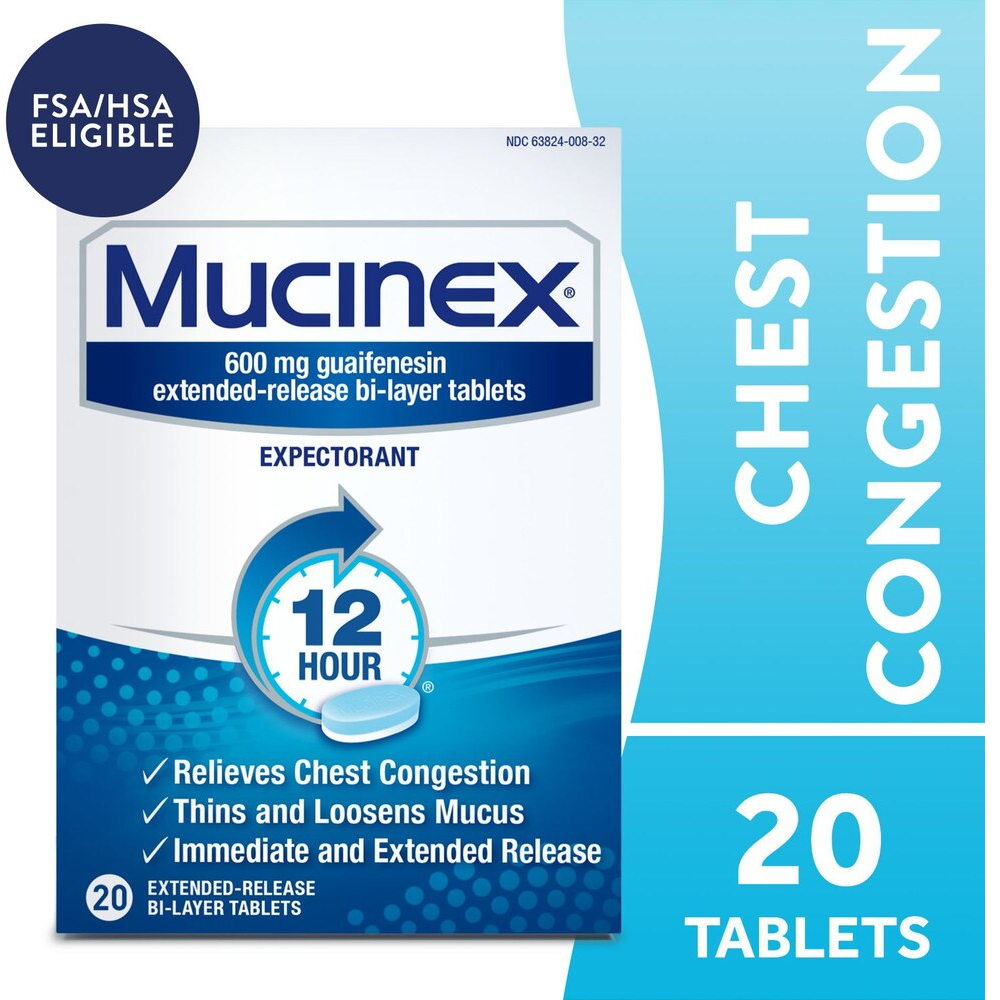 FSA/HSA
ELIGIBLE
NDC 63824-008-32
Mucinex®
600 mg guaifenesin
extended-release bi-layer tablets
EXPECTORANT
12
HOUR
®
✓ Relieves Chest Congestion
✓ Thins and Loosens Mucus
✓ Immediate and Extended Release
20
EXTENDED-RELEASE
BI-LAYER TABLETS
CHEST
CONGESTION
20
TABLETS